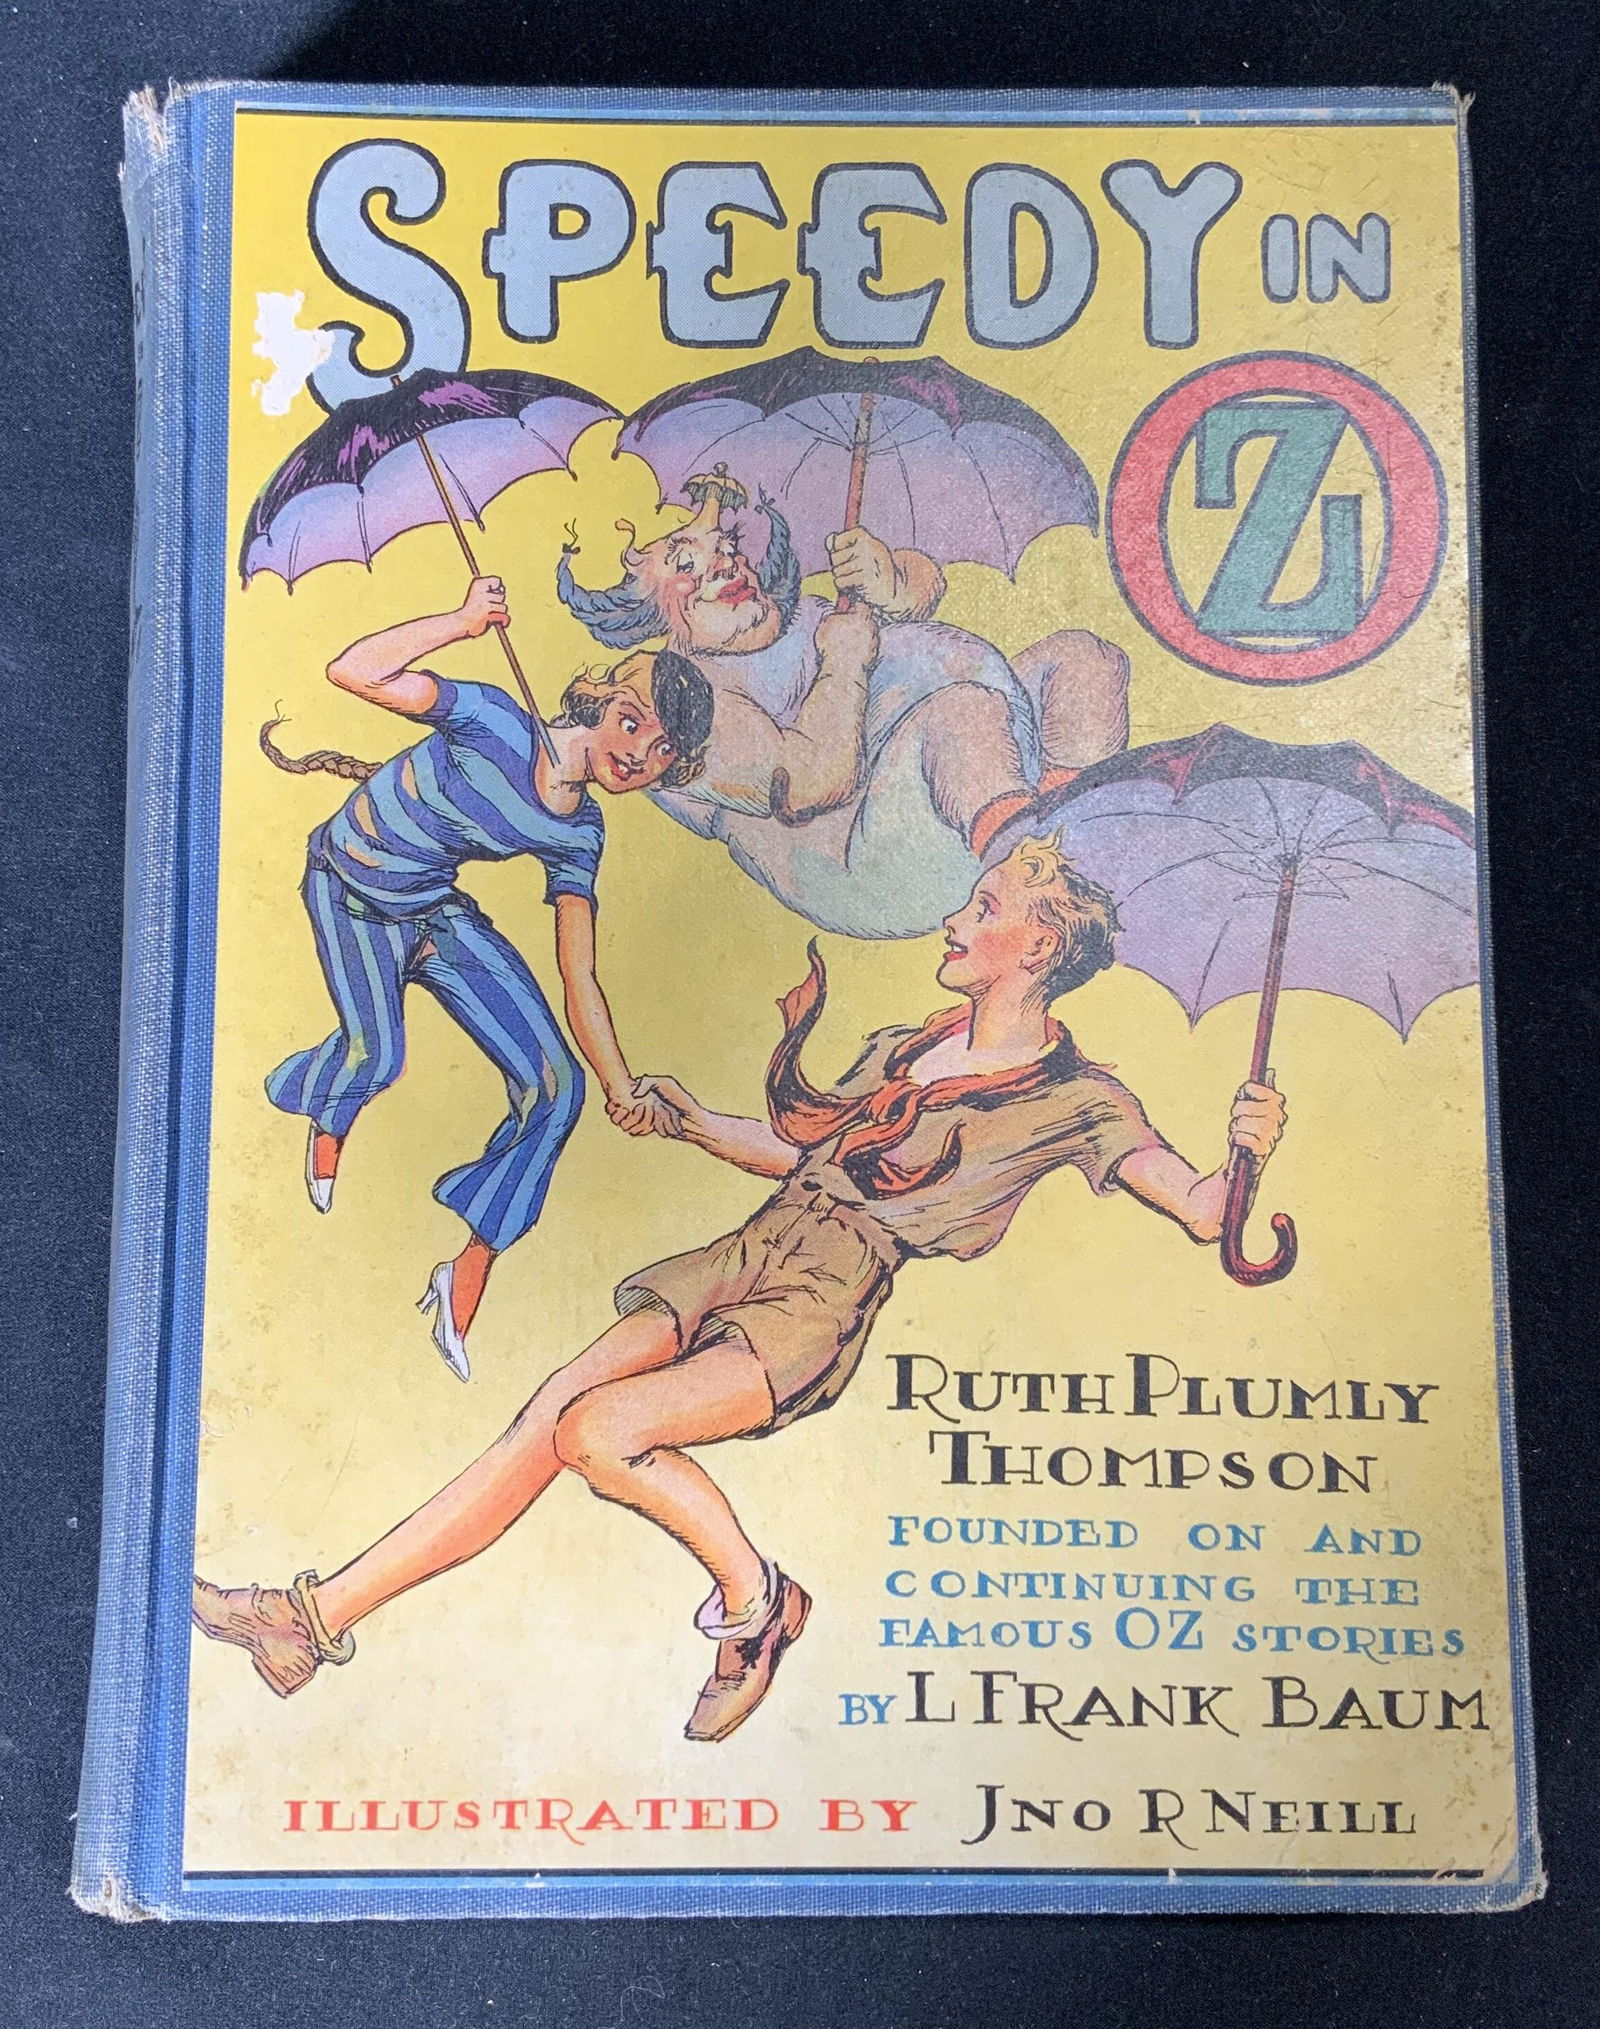 SPEEDY IN
OZ
RUTH PLUMLY
THOMPSON
FOUNDED ON AND
CONTINUING THE
FAMOUS OZ STORIES
BY L FRANK BAUM
ILLUSTRATED BY JNO R NEILL